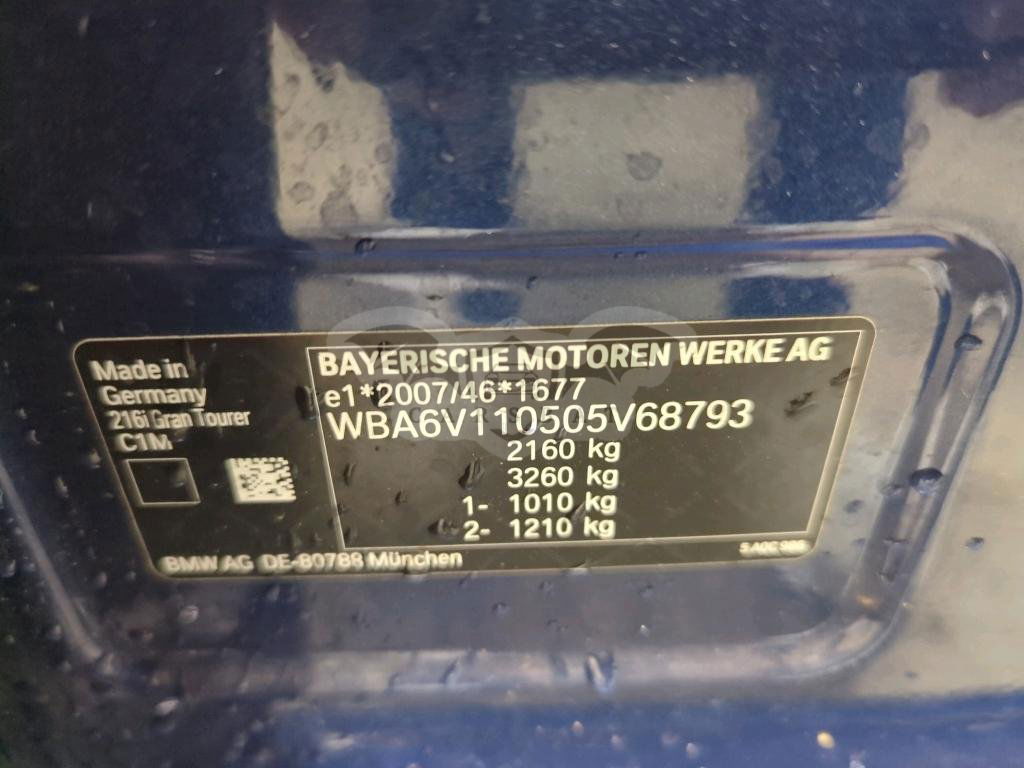 Made in
Germany
216i Gran Tourer
C1M
BAYERISCHE MOTOREN WERKE AG
e1*2007/46*1677
WBA6V110505V68793
2160 kg
3260 kg
1- 1010 kg
2- 1210 kg
BMW AG DE-80788 München